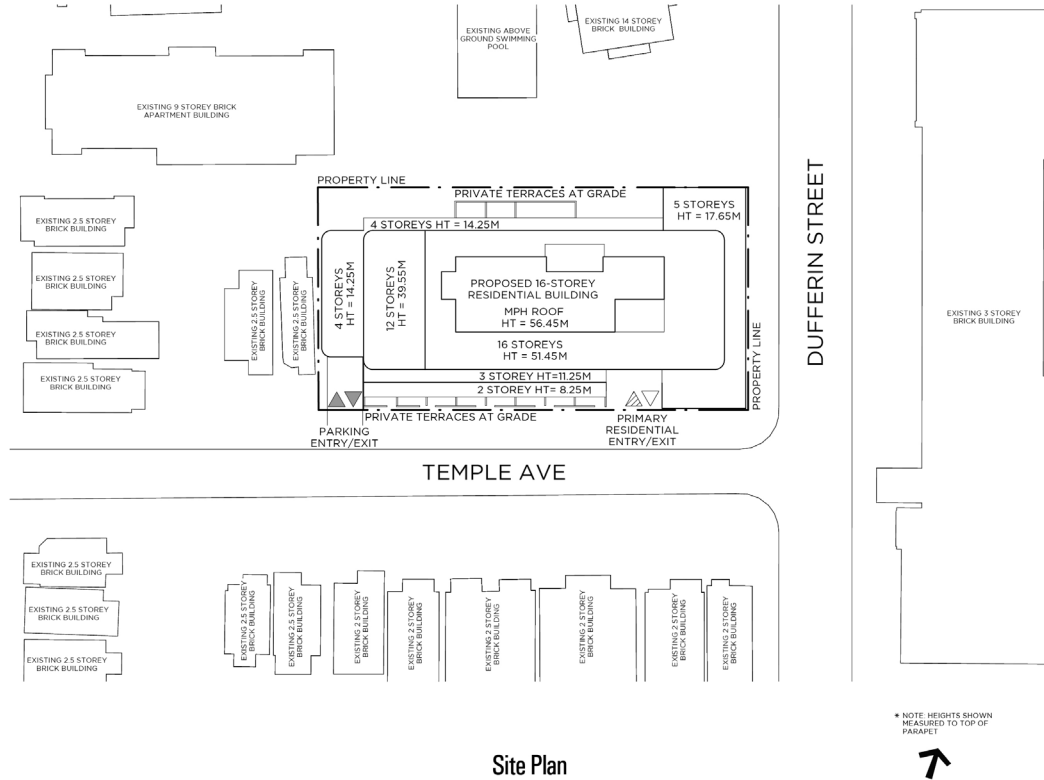 EXISTING ABOVE
GROUND SWIMMING
POOL
EXISTING 14 STOREY
BRICK BUILDING
EXISTING 9 STOREY BRICK
APARTMENT BUILDING
PROPERTY LINE
PRIVATE TERRACES AT GRADE
5 STOREYS
HT = 17.65M
4 STOREYS HT = 14.25M
4 STOREYS
HT = 14.25M
12 STOREYS
HT = 39.55M
PROPOSED 16-STOREY
RESIDENTIAL BUILDING
MPH ROOF
HT = 56.45M
16 STOREYS
HT = 51.45M
3 STOREY HT=11.25M
2 STOREY HT= 8.25M
PRIVATE TERRACES AT GRADE
PARKING
ENTRY/EXIT
PRIMARY
RESIDENTIAL
ENTRY/EXIT
PROPERTY LINE
DUFFERIN STREET
EXISTING 3 STOREY
BRICK BUILDING
EXISTING 2.5 STOREY
BRICK BUILDING
EXISTING 2.5 STOREY
BRICK BUILDING
EXISTING 2.5 STOREY
BRICK BUILDING
EXISTING 2.5 STOREY
BRICK BUILDING
EXISTING 2.5 STOREY
BRICK BUILDING
EXISTING 2.5 STOREY
BRICK BUILDING
TEMPLE AVE
EXISTING 2.5 STOREY
BRICK BUILDING
EXISTING 2.5 STOREY
BRICK BUILDING
EXISTING 2.5 STOREY
BRICK BUILDING
EXISTING 2.5 STOREY
BRICK BUILDING
EXISTING 2.5 STOREY
BRICK BUILDING
EXISTING 2 STOREY
BRICK BUILDING
EXISTING 2 STOREY
BRICK BUILDING
EXISTING 2 STOREY
BRICK BUILDING
EXISTING 2 STOREY
BRICK BUILDING
EXISTING 2 STOREY
BRICK BUILDING
EXISTING 2 STOREY
BRICK BUILDING
* NOTE: HEIGHTS SHOWN
MEASURED TO TOP OF
PARAPET
Site Plan